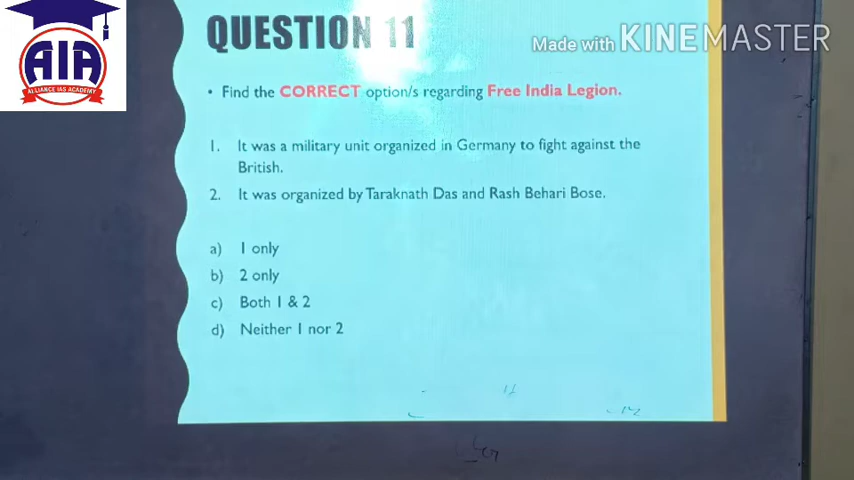 AIA
ALLIANCE IAS ACADEMY
QUESTION 11
Made with KINEMASTER
• Find the CORRECT option/s regarding Free India Legion.
1. It was a military unit organized in Germany to fight against the
British.
2. It was organized by Taraknath Das and Rash Behari Bose.
a) 1 only
b) 2 only
c) Both 1 & 2
d) Neither 1 nor 2